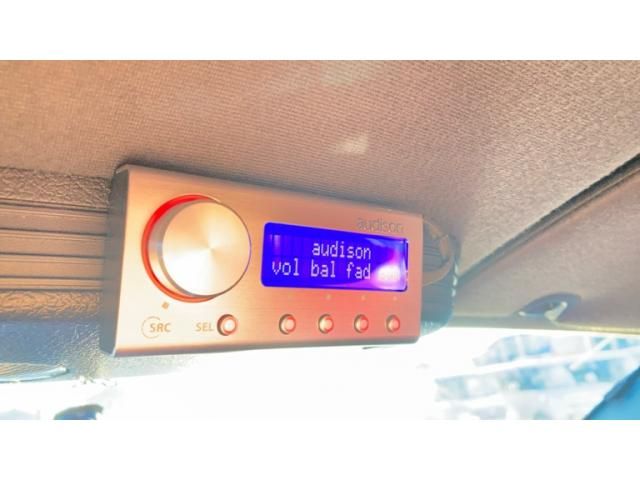 audison
audison
vol bal fad
SRC
SEL